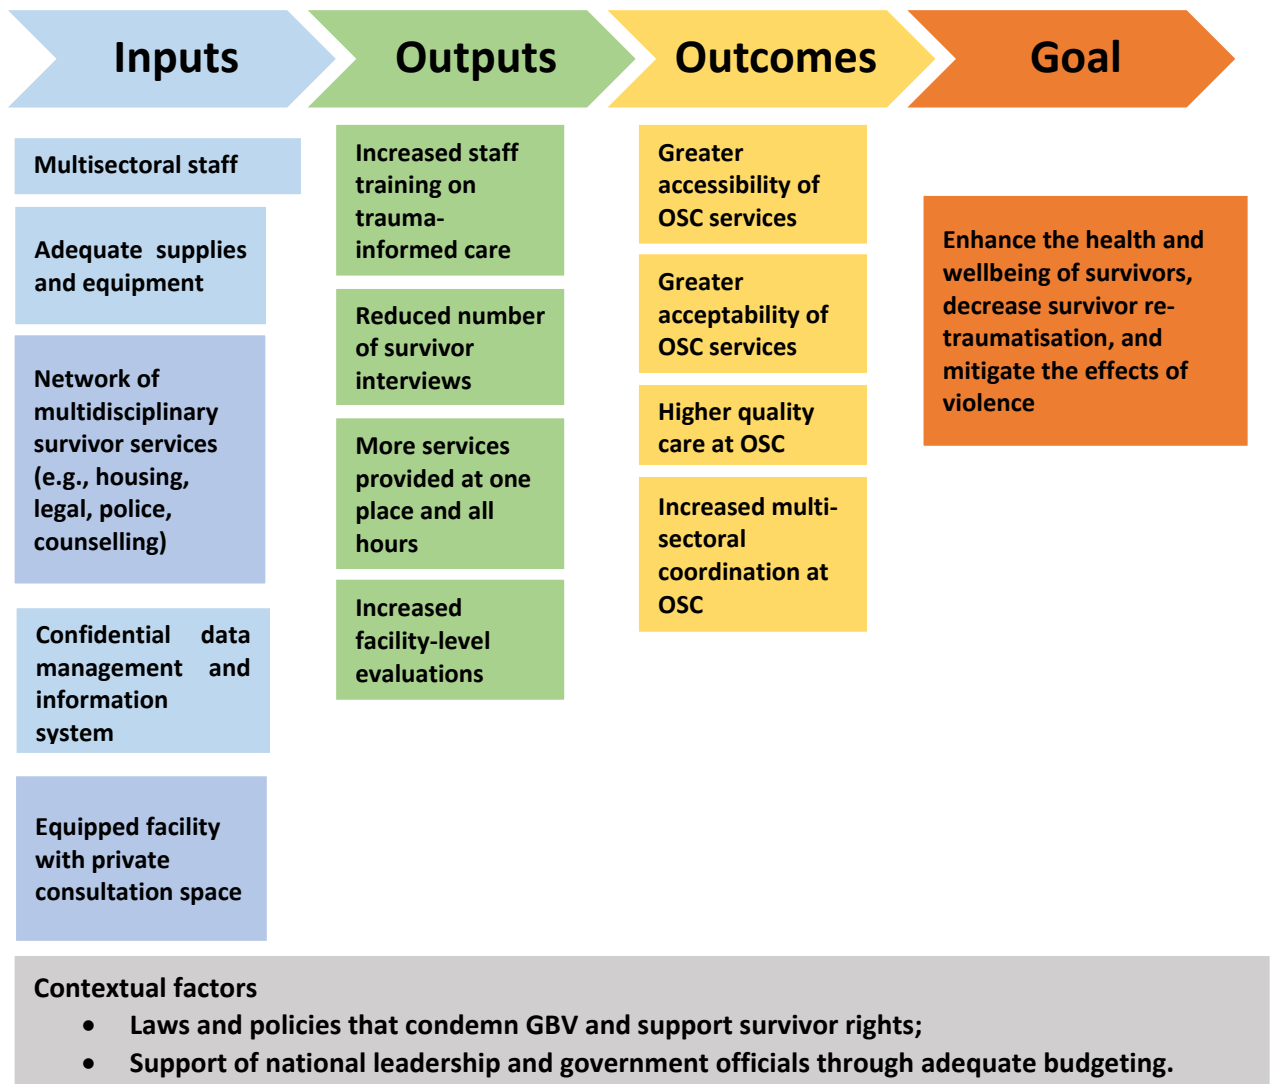 Inputs
Outputs
Outcomes
Goal
Multisectoral staff
Adequate supplies
and equipment
Network of
multidisciplinary
survivor services
(e.g., housing,
legal, police,
counselling)
Confidential data
management and
information
system
Equipped facility
with private
consultation space
Increased staff
training on
trauma-
informed care
Reduced number
of survivor
interviews
More services
provided at one
place and all
hours
Increased
facility-level
evaluations
Greater
accessibility of
OSC services
Greater
acceptability of
OSC services
Higher quality
care at OSC
Increased multi-
sectoral
coordination at
OSC
Enhance the health and
wellbeing of survivors,
decrease survivor re-
traumatisation, and
mitigate the effects of
violence
Contextual factors
• Laws and policies that condemn GBV and support survivor rights;
• Support of national leadership and government officials through adequate budgeting.